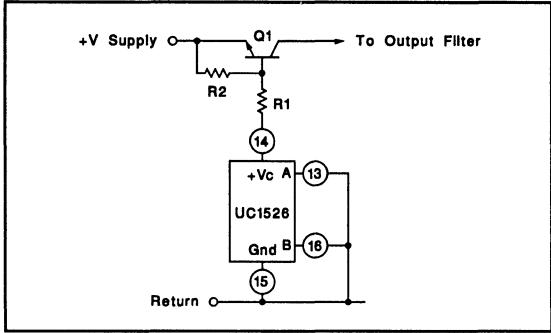 Q1
+V Supply
To Output Filter
R2
R1
14
+Vc A 13
UC1526
Gnd B 16
15
Return